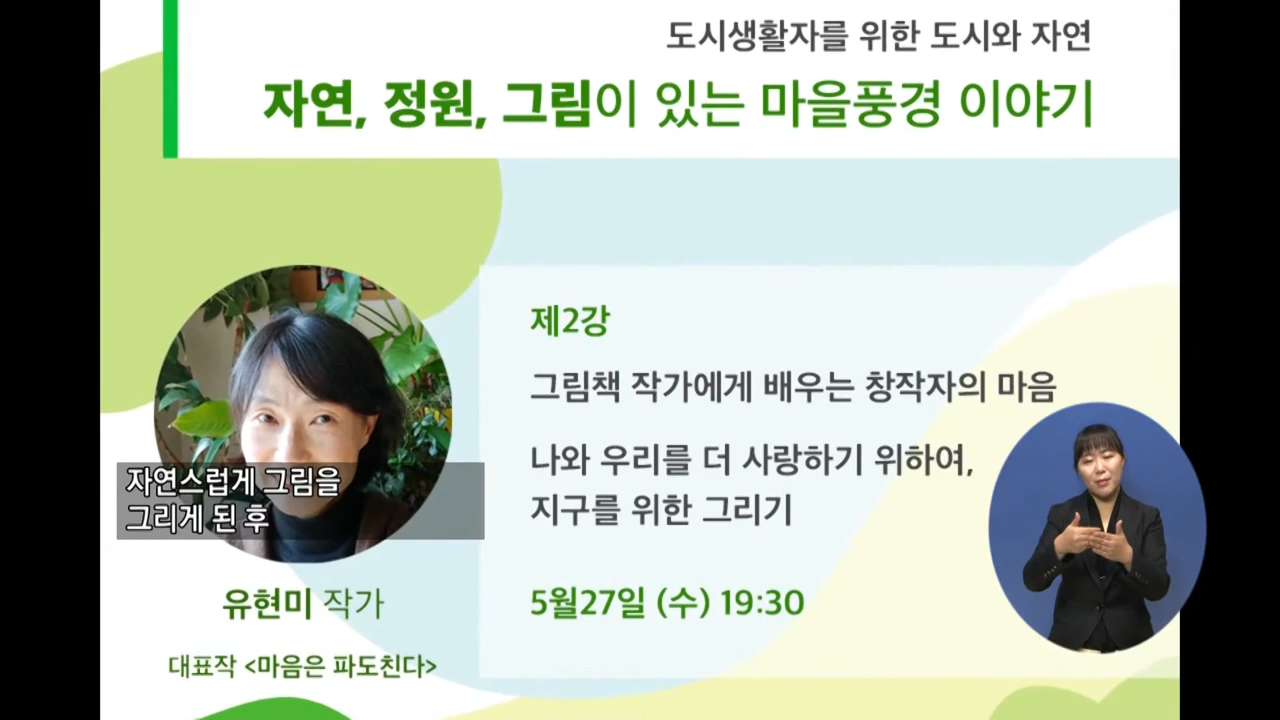 도시생활자를 위한 도시와 자연
자연, 정원, 그림이 있는 마을풍경 이야기
제2강
그림책 작가에게 배우는 창작자의 마음
나와 우리를 더 사랑하기 위하여,
지구를 위한 그리기
5월27일 (수) 19:30
자연스럽게 그림을
그리게 된 후
유현미 작가
대표작 <마음은 파도친다>